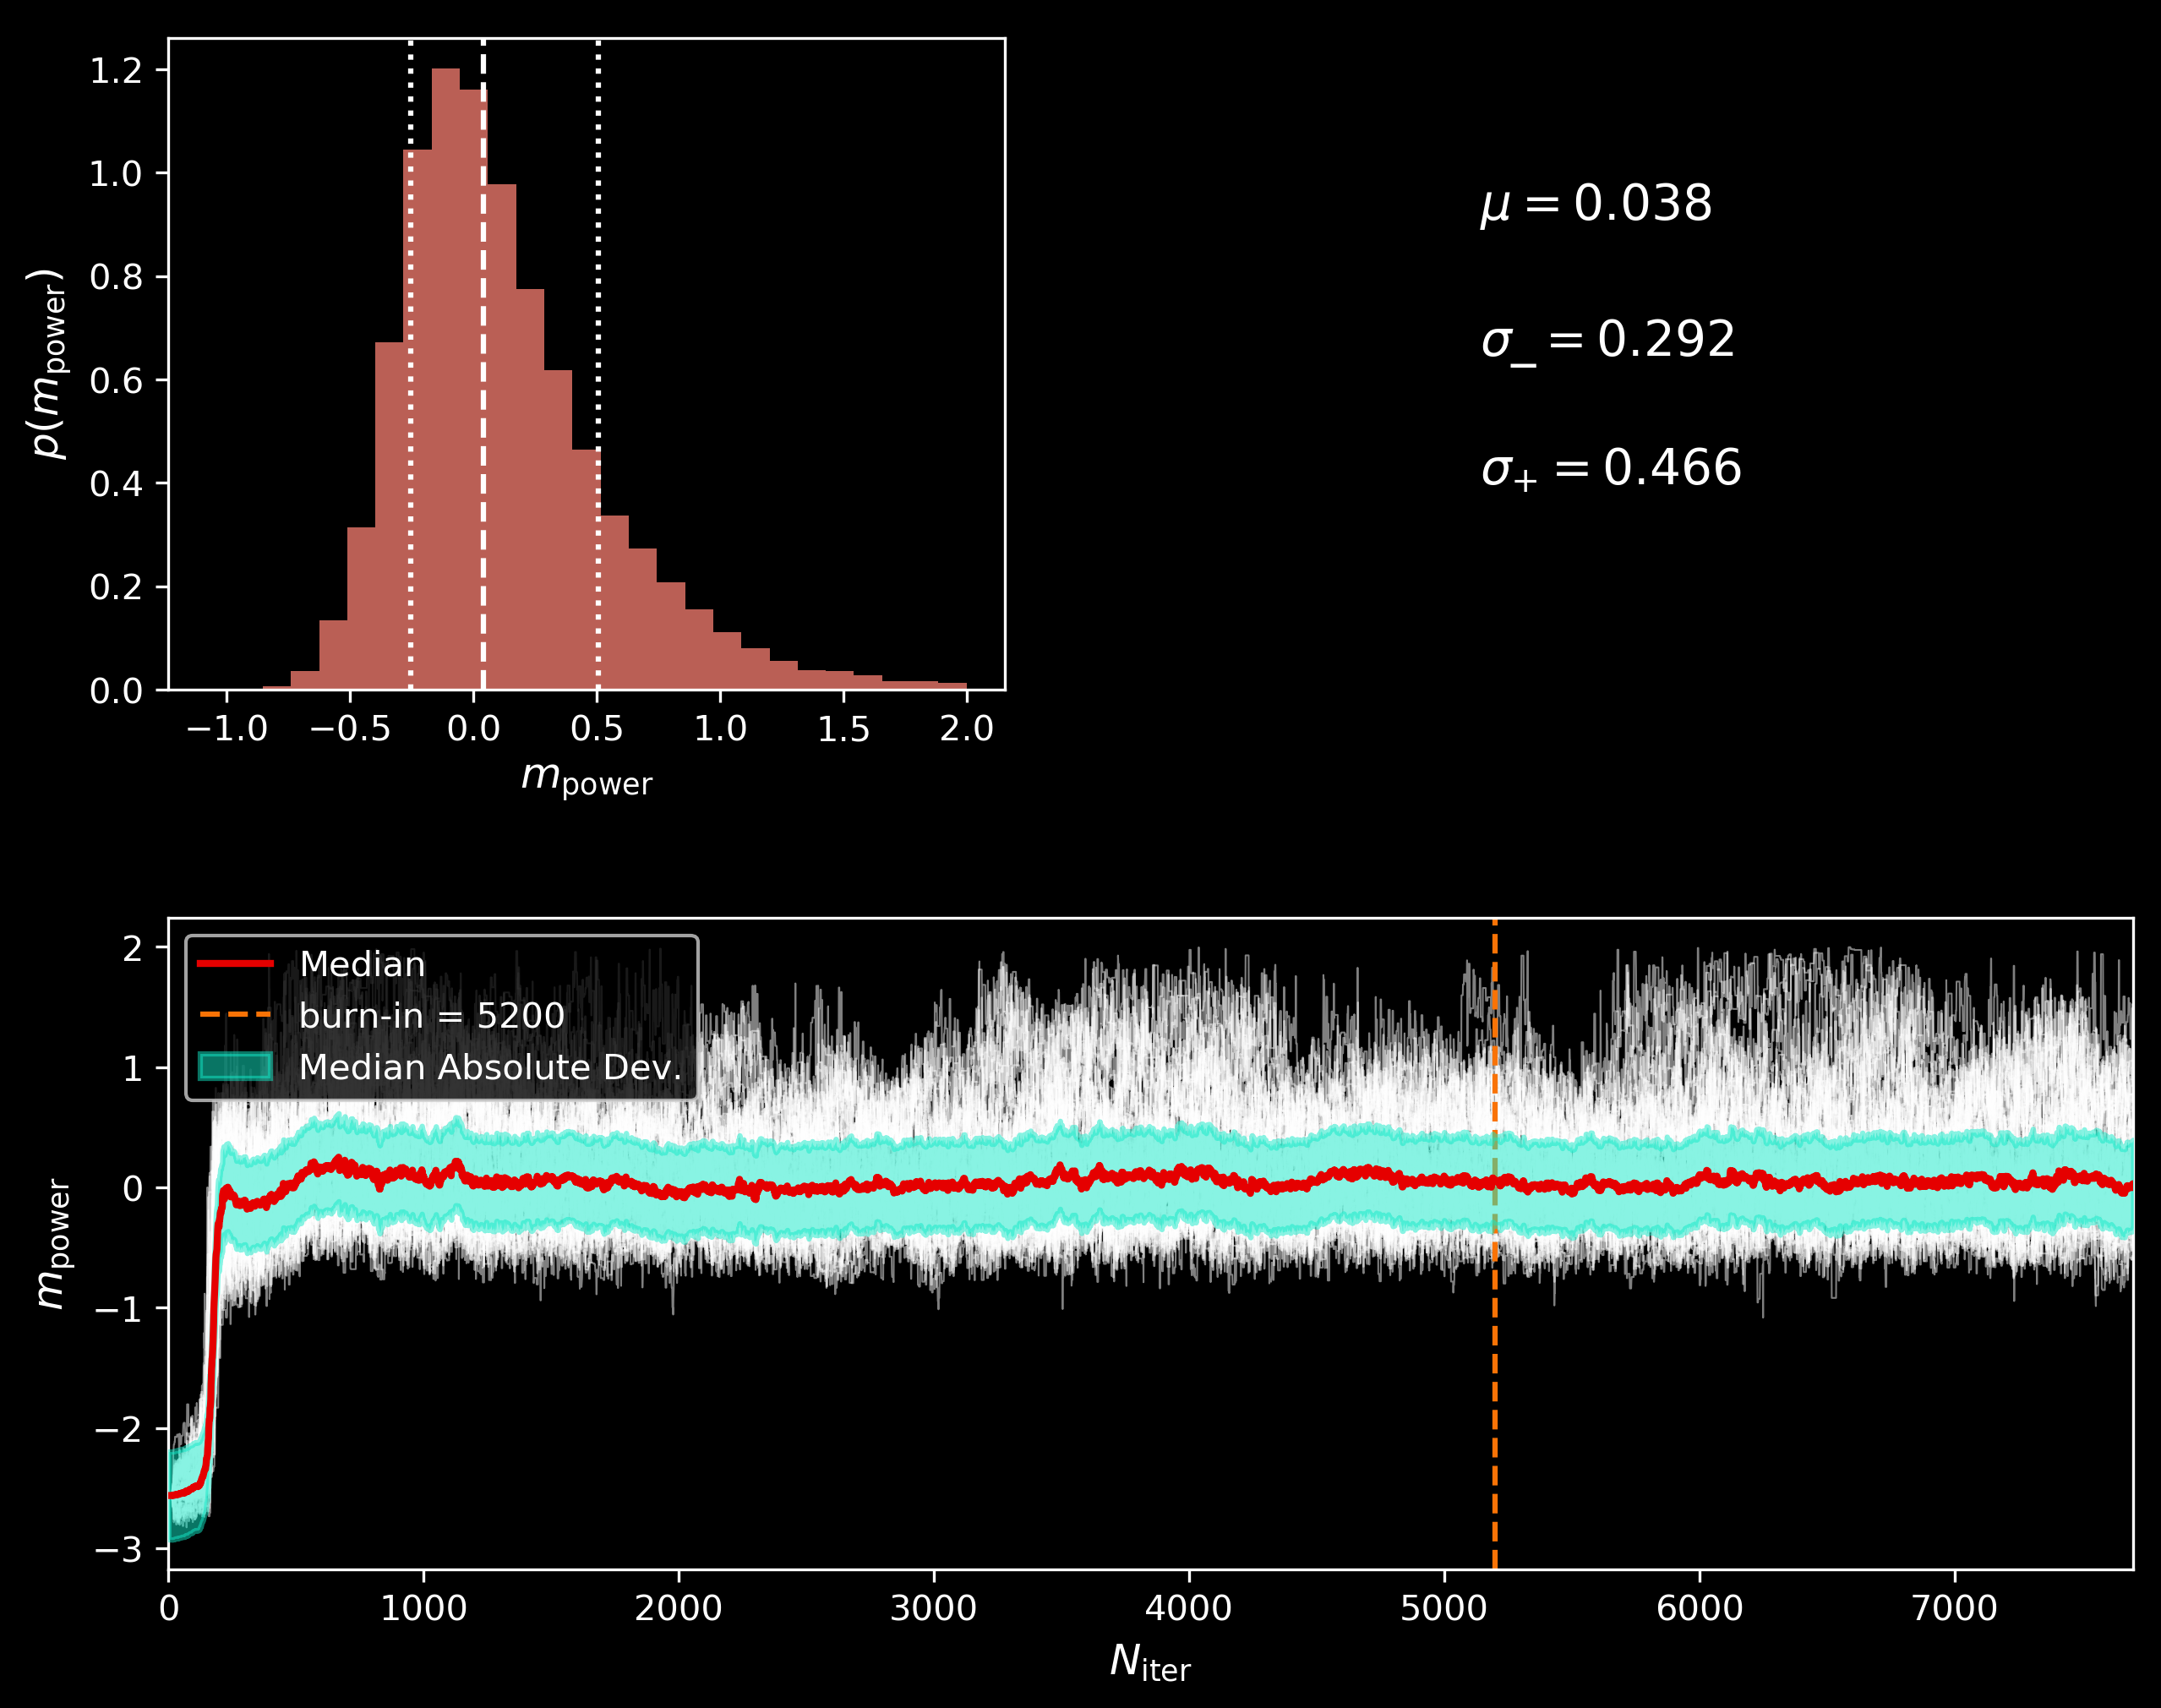 1.2
1.0
0.8
0.6
0.4
0.2
0.0
p(m_power)
−1.0 −0.5 0.0 0.5 1.0 1.5 2.0
m_power
μ = 0.038
σ_− = 0.292
σ_+ = 0.466
2
1
0
−1
−2
−3
m_power
Median
burn-in = 5200
Median Absolute Dev.
0 1000 2000 3000 4000 5000 6000 7000
N_iter